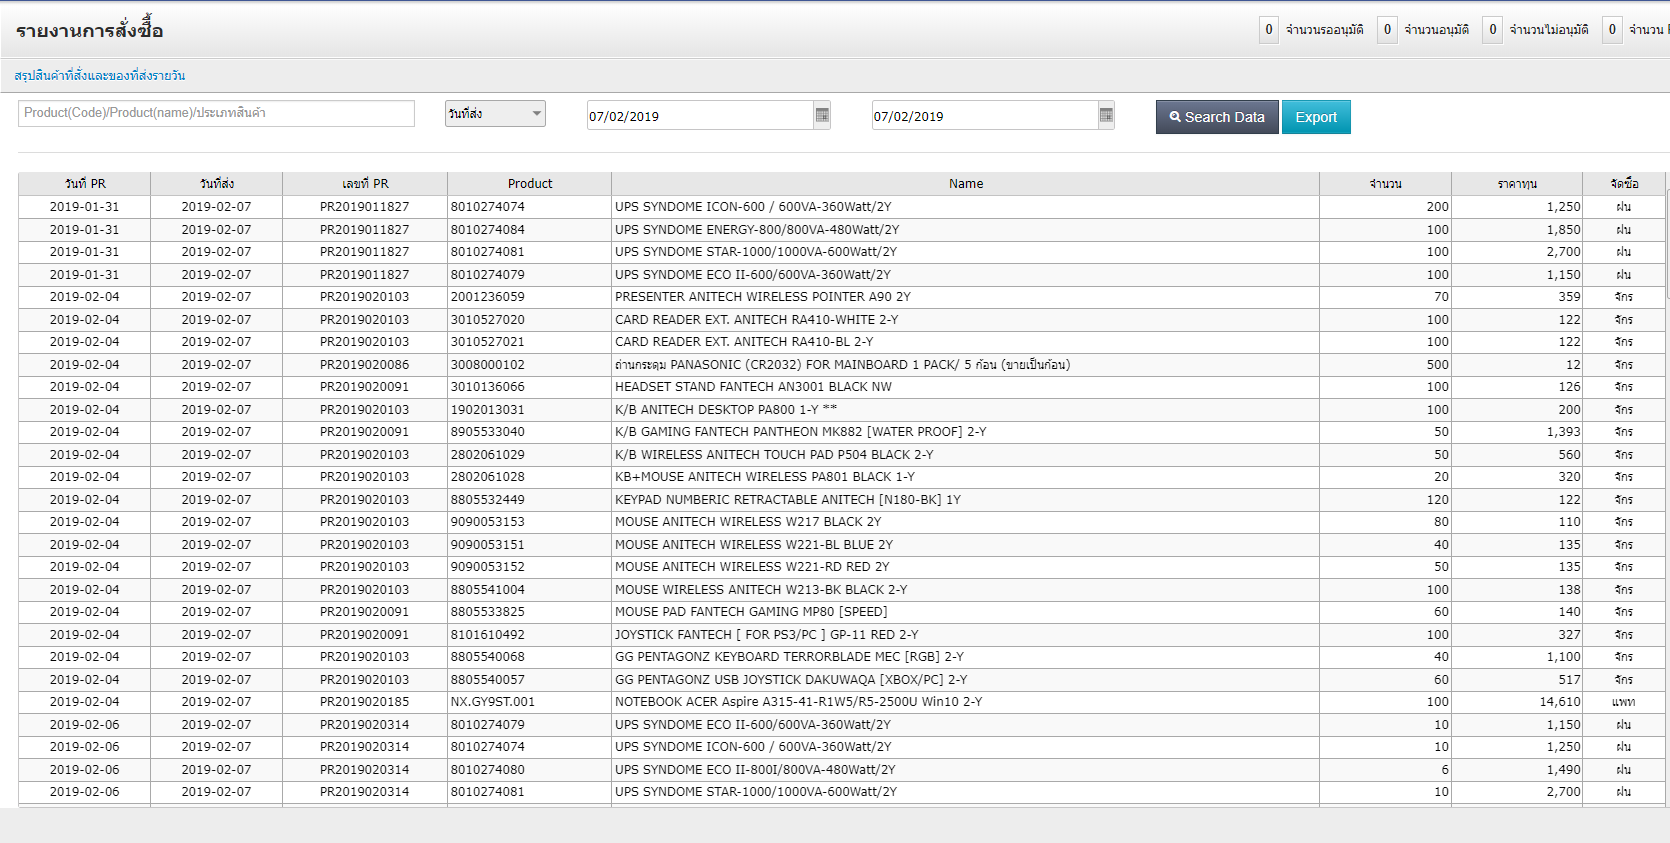 รายงานการสั่งซื้อ 0 จำนวนรออนุมัติ 0 จำนวนอนุมัติ 0 จำนวนไม่อนุมัติ 0 จำนวน
สรุปสินค้าที่สั่งและของที่ส่งรายวัน
Product(Code)/Product(name)/ประเภทสินค้า วันที่ส่ง 07/02/2019 07/02/2019 Search Data Export
วันที่ PR วันที่ส่ง เลขที่ PR Product Name จำนวน ราคาทุน จัดซื้อ
2019-01-31 2019-02-07 PR2019011827 8010274074 UPS SYNDOME ICON-600 / 600VA-360Watt/2Y 200 1,250 ฝน
2019-01-31 2019-02-07 PR2019011827 8010274084 UPS SYNDOME ENERGY-800/800VA-480Watt/2Y 100 1,850 ฝน
2019-01-31 2019-02-07 PR2019011827 8010274081 UPS SYNDOME STAR-1000/1000VA-600Watt/2Y 100 2,700 ฝน
2019-01-31 2019-02-07 PR2019011827 8010274079 UPS SYNDOME ECO II-600/600VA-360Watt/2Y 100 1,150 ฝน
2019-02-04 2019-02-07 PR2019020103 2001236059 PRESENTER ANITECH WIRELESS POINTER A90 2Y 70 359 จักร
2019-02-04 2019-02-07 PR2019020103 3010527020 CARD READER EXT. ANITECH RA410-WHITE 2-Y 100 122 จักร
2019-02-04 2019-02-07 PR2019020103 3010527021 CARD READER EXT. ANITECH RA410-BL 2-Y 100 122 จักร
2019-02-04 2019-02-07 PR2019020086 3008000102 ถ่านกระดุม PANASONIC (CR2032) FOR MAINBOARD 1 PACK/ 5 ก้อน (ขายเป็นก้อน) 500 12 จักร
2019-02-04 2019-02-07 PR2019020091 3010136066 HEADSET STAND FANTECH AN3001 BLACK NW 100 126 จักร
2019-02-04 2019-02-07 PR2019020103 1902013031 K/B ANITECH DESKTOP PA800 1-Y ** 100 200 จักร
2019-02-04 2019-02-07 PR2019020091 8905533040 K/B GAMING FANTECH PANTHEON MK882 [WATER PROOF] 2-Y 50 1,393 จักร
2019-02-04 2019-02-07 PR2019020103 2802061029 K/B WIRELESS ANITECH TOUCH PAD P504 BLACK 2-Y 50 560 จักร
2019-02-04 2019-02-07 PR2019020103 2802061028 KB+MOUSE ANITECH WIRELESS PA801 BLACK 1-Y 20 320 จักร
2019-02-04 2019-02-07 PR2019020103 8805532449 KEYPAD NUMBERIC RETRACTABLE ANITECH [N180-BK] 1Y 120 122 จักร
2019-02-04 2019-02-07 PR2019020103 9090053153 MOUSE ANITECH WIRELESS W217 BLACK 2Y 80 110 จักร
2019-02-04 2019-02-07 PR2019020103 9090053151 MOUSE ANITECH WIRELESS W221-BL BLUE 2Y 40 135 จักร
2019-02-04 2019-02-07 PR2019020103 9090053152 MOUSE ANITECH WIRELESS W221-RD RED 2Y 50 135 จักร
2019-02-04 2019-02-07 PR2019020103 8805541004 MOUSE WIRELESS ANITECH W213-BK BLACK 2-Y 100 138 จักร
2019-02-04 2019-02-07 PR2019020091 8805533825 MOUSE PAD FANTECH GAMING MP80 [SPEED] 60 140 จักร
2019-02-04 2019-02-07 PR2019020091 8101610492 JOYSTICK FANTECH [ FOR PS3/PC ] GP-11 RED 2-Y 100 327 จักร
2019-02-04 2019-02-07 PR2019020103 8805540068 GG PENTAGONZ KEYBOARD TERRORBLADE MEC [RGB] 2-Y 40 1,100 จักร
2019-02-04 2019-02-07 PR2019020103 8805540057 GG PENTAGONZ USB JOYSTICK DAKUWAQA [XBOX/PC] 2-Y 60 517 จักร
2019-02-04 2019-02-07 PR2019020185 NX.GY9ST.001 NOTEBOOK ACER Aspire A315-41-R1W5/R5-2500U Win10 2-Y 100 14,610 แพท
2019-02-06 2019-02-07 PR2019020314 8010274079 UPS SYNDOME ECO II-600/600VA-360Watt/2Y 10 1,150 ฝน
2019-02-06 2019-02-07 PR2019020314 8010274074 UPS SYNDOME ICON-600 / 600VA-360Watt/2Y 10 1,250 ฝน
2019-02-06 2019-02-07 PR2019020314 8010274080 UPS SYNDOME ECO II-800I/800VA-480Watt/2Y 6 1,490 ฝน
2019-02-06 2019-02-07 PR2019020314 8010274081 UPS SYNDOME STAR-1000/1000VA-600Watt/2Y 10 2,700 ฝน